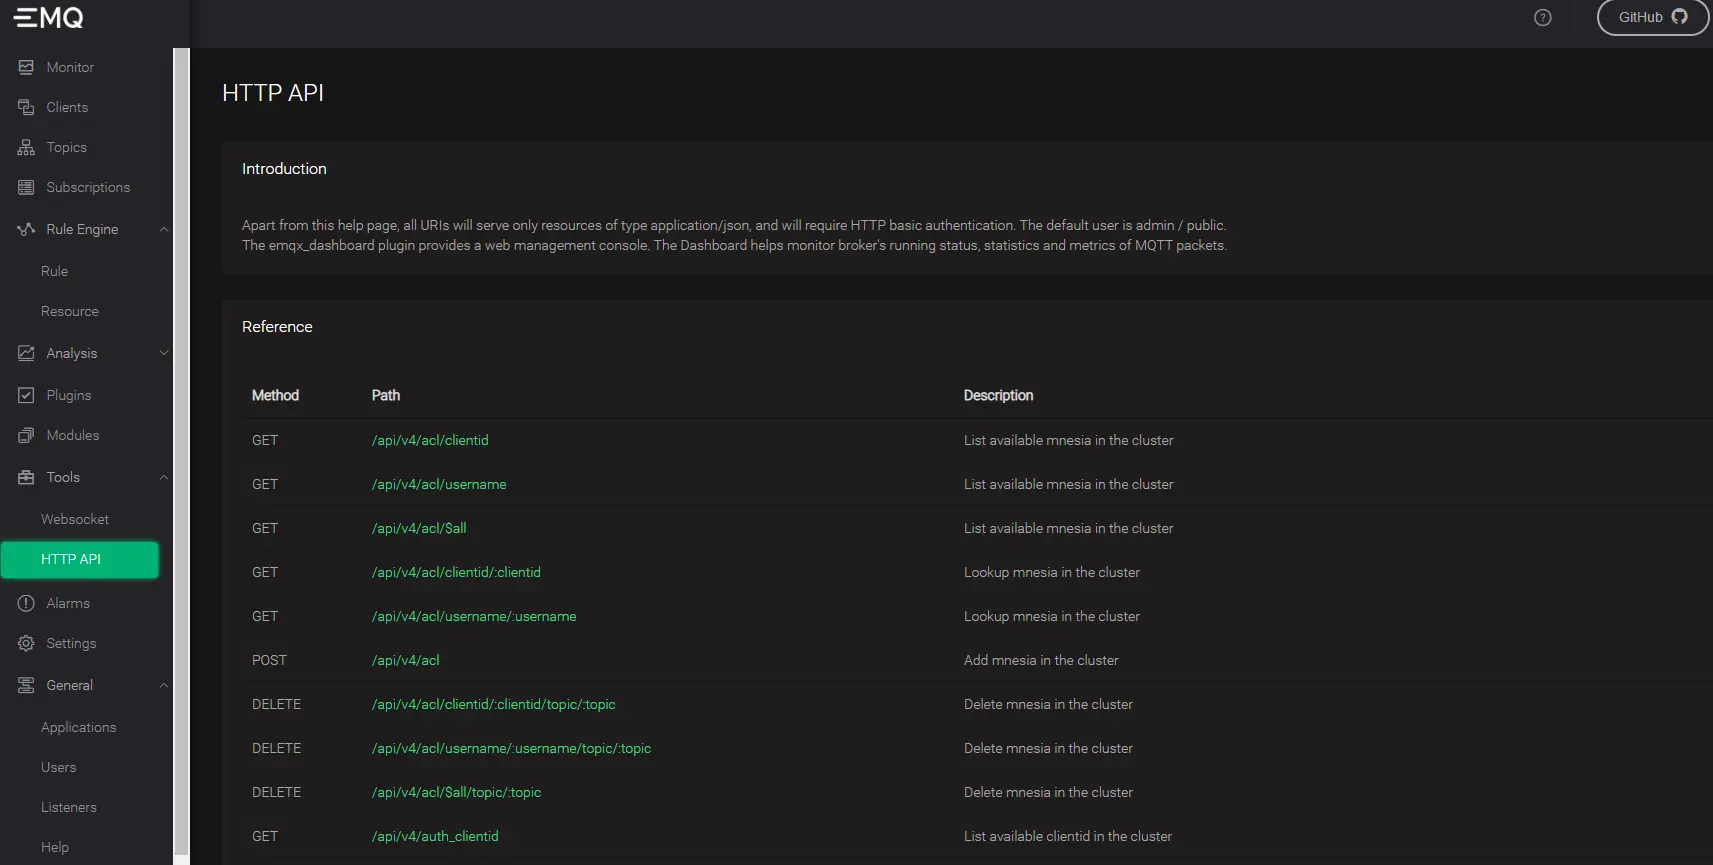 EMQ
GitHub
Monitor
Clients
Topics
Subscriptions
Rule Engine
Rule
Resource
Analysis
Plugins
Modules
Tools
Websocket
HTTP API
Alarms
Settings
General
Applications
Users
Listeners
Help
HTTP API
Introduction
Apart from this help page, all URIs will serve only resources of type application/json, and will require HTTP basic authentication. The default user is admin / public.
The emqx_dashboard plugin provides a web management console. The Dashboard helps monitor broker's running status, statistics and metrics of MQTT packets.
Reference
Method Path Description
GET /api/v4/acl/clientid List available mnesia in the cluster
GET /api/v4/acl/username List available mnesia in the cluster
GET /api/v4/acl/$all List available mnesia in the cluster
GET /api/v4/acl/clientid/:clientid Lookup mnesia in the cluster
GET /api/v4/acl/username/:username Lookup mnesia in the cluster
POST /api/v4/acl Add mnesia in the cluster
DELETE /api/v4/acl/clientid/:clientid/topic/:topic Delete mnesia in the cluster
DELETE /api/v4/acl/username/:username/topic/:topic Delete mnesia in the cluster
DELETE /api/v4/acl/$all/topic/:topic Delete mnesia in the cluster
GET /api/v4/auth_clientid List available clientid in the cluster